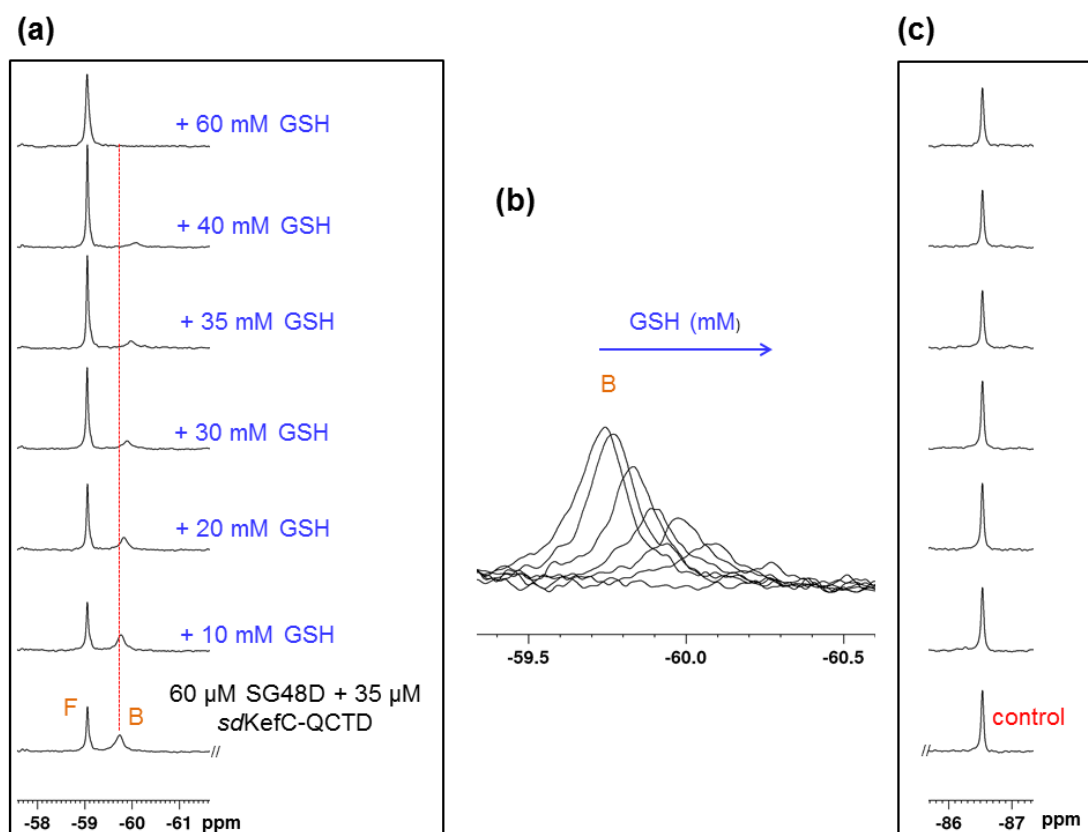 (a)
+ 60 mM GSH
+ 40 mM GSH
+ 35 mM GSH
+ 30 mM GSH
+ 20 mM GSH
+ 10 mM GSH
60 µM SG48D + 35 µM
sdKefC-QCTD
F
B
//
-58 -59 -60 -61 ppm
(b)
GSH (mM)
B
-59.5 -60.0 -60.5
(c)
control
//
-86 -87 ppm